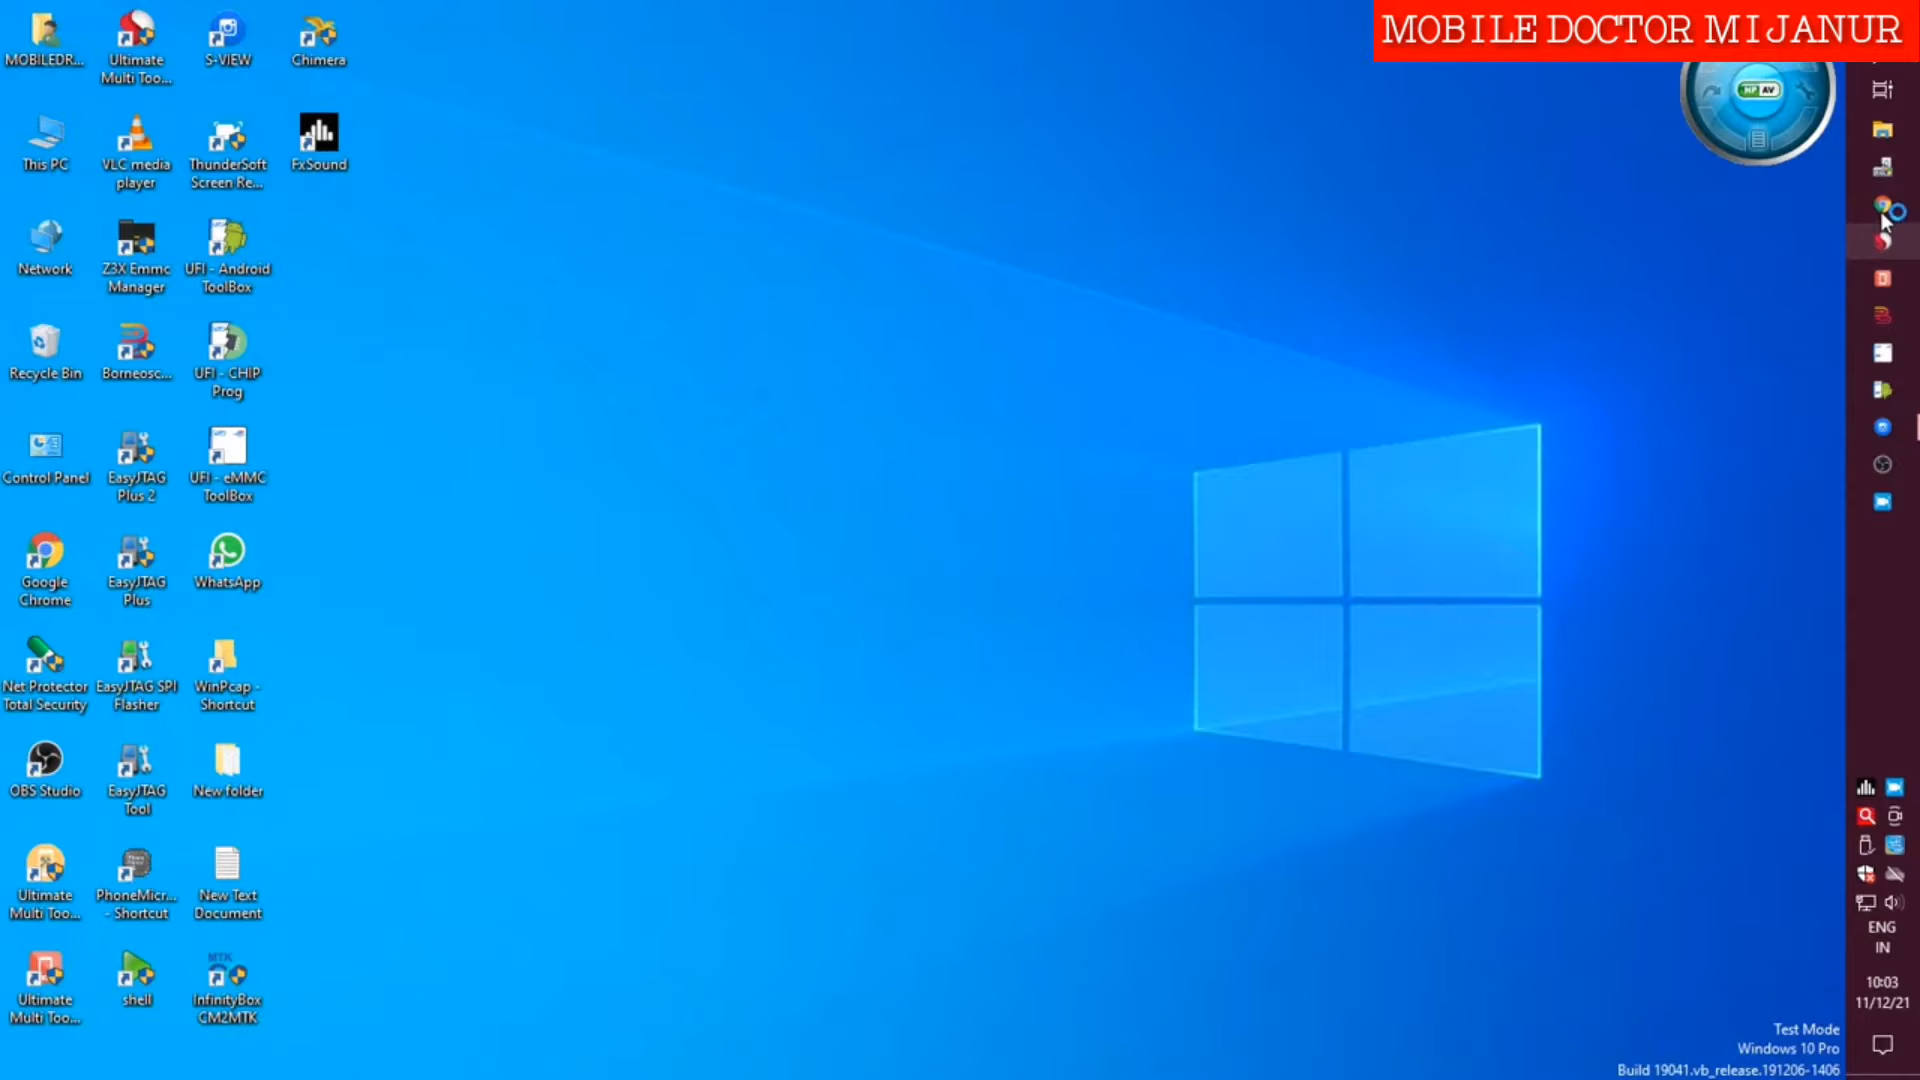 MOBILE DOCTOR MIJANUR
NP AV
MOBILEDR...
Ultimate
Multi Too...
S-VIEW
Chimera
This PC
VLC media
player
ThunderSoft
Screen Re...
FxSound
Network
Z3X Emmc
Manager
UFI - Android
ToolBox
Recycle Bin
Borneosc...
UFI - CHIP
Prog
Control Panel
EasyJTAG
Plus 2
UFI - eMMC
ToolBox
Google
Chrome
EasyJTAG
Plus
WhatsApp
Net Protector
Total Security
EasyJTAG SPI
Flasher
WinPcap -
Shortcut
OBS Studio
EasyJTAG
Tool
New folder
Ultimate
Multi Too...
PhoneMicr...
- Shortcut
New Text
Document
Ultimate
Multi Too...
shell
MTK
InfinityBox
CM2MTK
ENG
IN
10:03
11/12/21
Test Mode
Windows 10 Pro
Build 19041.vb_release.191206-1406